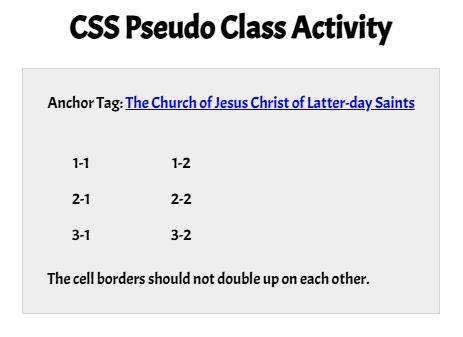 CSS Pseudo Class Activity
Anchor Tag: The Church of Jesus Christ of Latter-day Saints
1-1 1-2
2-1 2-2
3-1 3-2
The cell borders should not double up on each other.